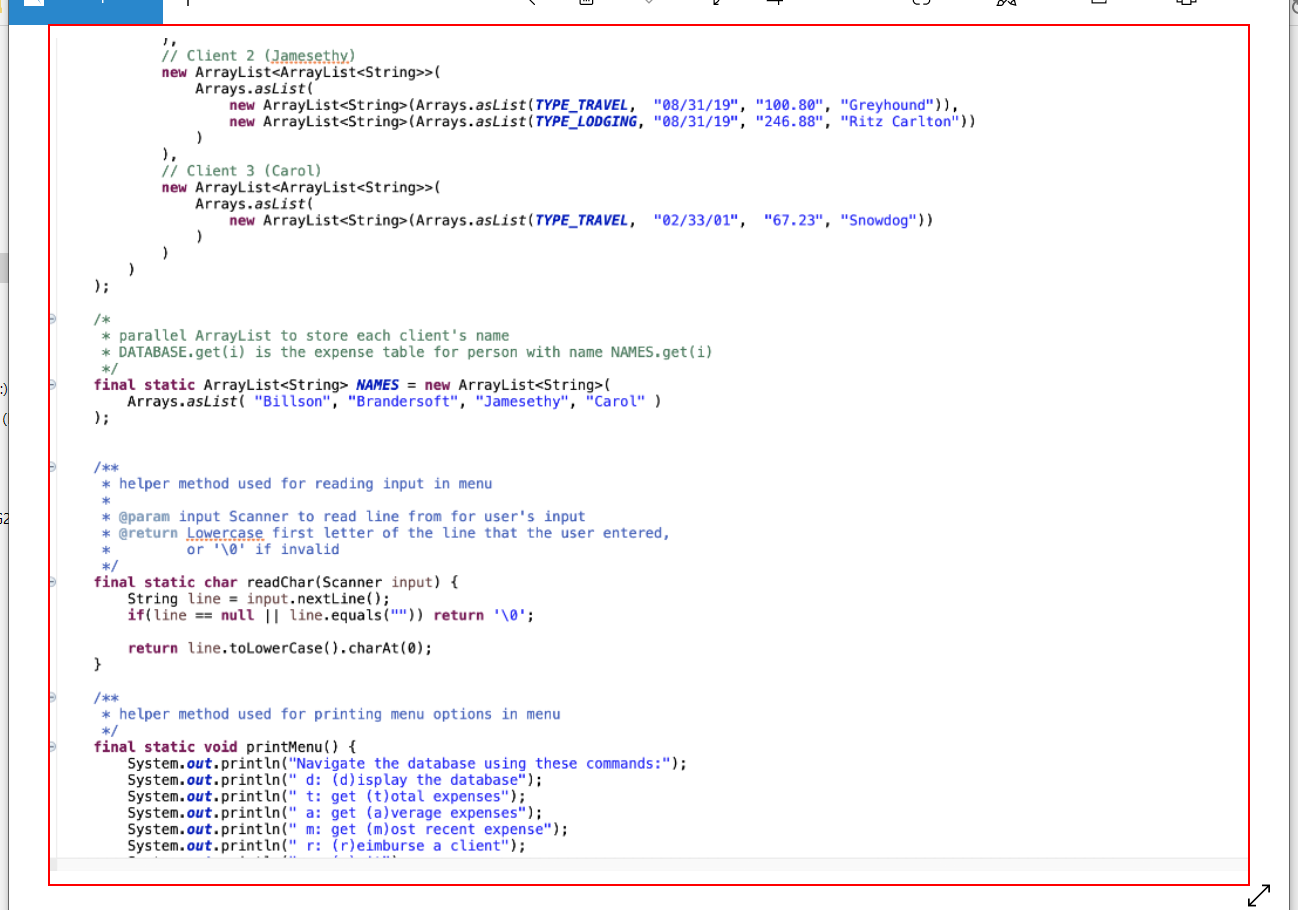 ),
// Client 2 (Jamesethy)
new ArrayList<ArrayList<String>>(
Arrays.asList(
new ArrayList<String>(Arrays.asList(TYPE_TRAVEL,  "08/31/19", "100.80", "Greyhound")),
new ArrayList<String>(Arrays.asList(TYPE_LODGING, "08/31/19", "246.88", "Ritz Carlton"))
)
),
// Client 3 (Carol)
new ArrayList<ArrayList<String>>(
Arrays.asList(
new ArrayList<String>(Arrays.asList(TYPE_TRAVEL,  "02/33/01",  "67.23", "Snowdog"))
)
)
)
);
/*
* parallel ArrayList to store each client's name
* DATABASE.get(i) is the expense table for person with name NAMES.get(i)
*/
final static ArrayList<String> NAMES = new ArrayList<String>(
Arrays.asList( "Billson", "Brandersoft", "Jamesethy", "Carol" )
);
/**
* helper method used for reading input in menu
*
* @param input Scanner to read line from for user's input
* @return Lowercase first letter of the line that the user entered,
*         or '\0' if invalid
*/
final static char readChar(Scanner input) {
String line = input.nextLine();
if(line == null || line.equals("")) return '\0';
return line.toLowerCase().charAt(0);
}
/**
* helper method used for printing menu options in menu
*/
final static void printMenu() {
System.out.println("Navigate the database using these commands:");
System.out.println(" d: (d)isplay the database");
System.out.println(" t: get (t)otal expenses");
System.out.println(" a: get (a)verage expenses");
System.out.println(" m: get (m)ost recent expense");
System.out.println(" r: (r)eimburse a client");